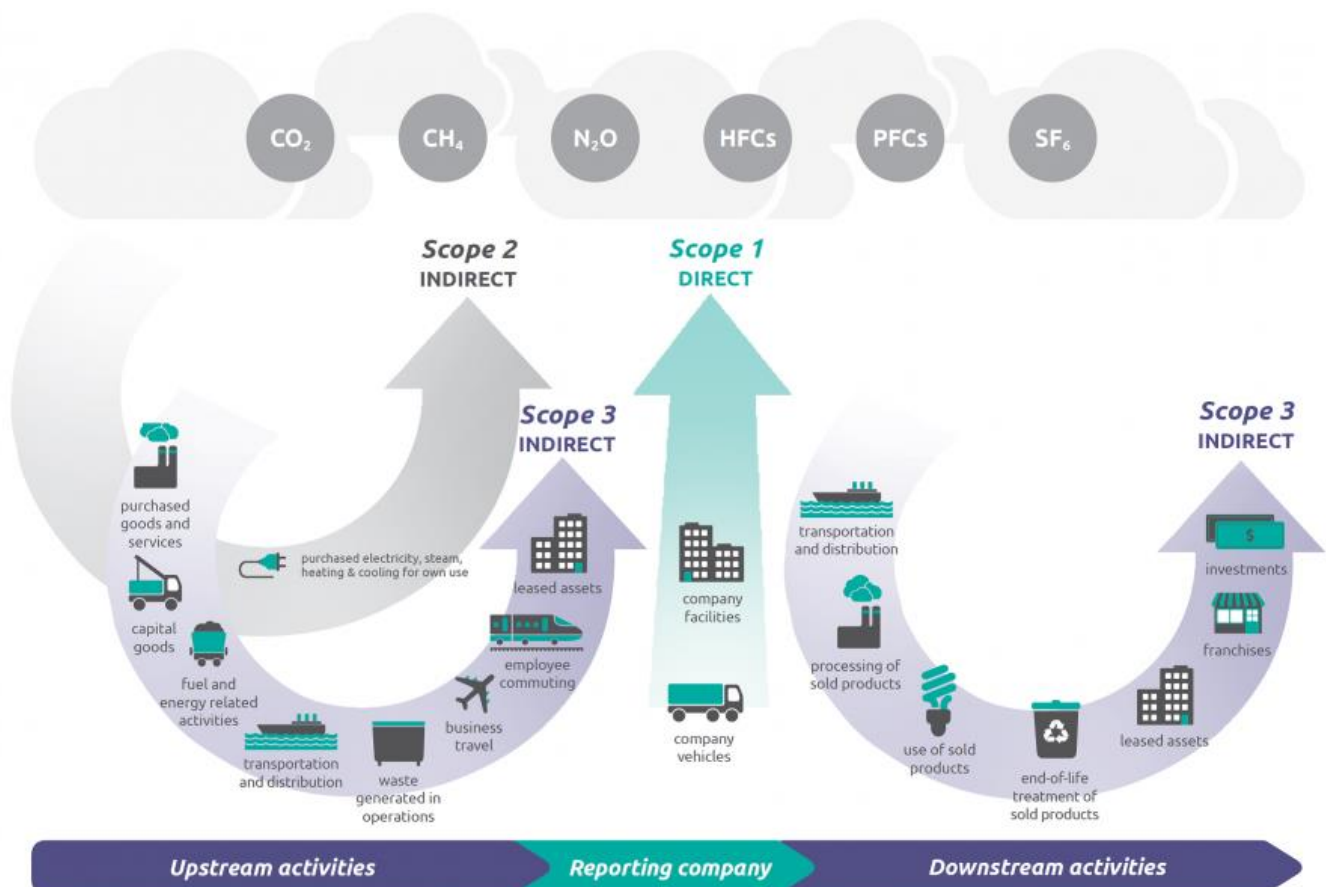 CO₂
CH₄
N₂O
HFCs
PFCs
SF₆
Scope 2
INDIRECT
Scope 1
DIRECT
Scope 3
INDIRECT
Scope 3
INDIRECT
purchased
goods and
services
capital
goods
fuel and
energy related
activities
transportation
and distribution
waste
generated in
operations
business
travel
employee
commuting
leased assets
purchased electricity, steam,
heating & cooling for own use
company
facilities
company
vehicles
transportation
and distribution
processing of
sold products
use of sold
products
end-of-life
treatment of
sold products
leased assets
franchises
$
investments
Upstream activities
Reporting company
Downstream activities